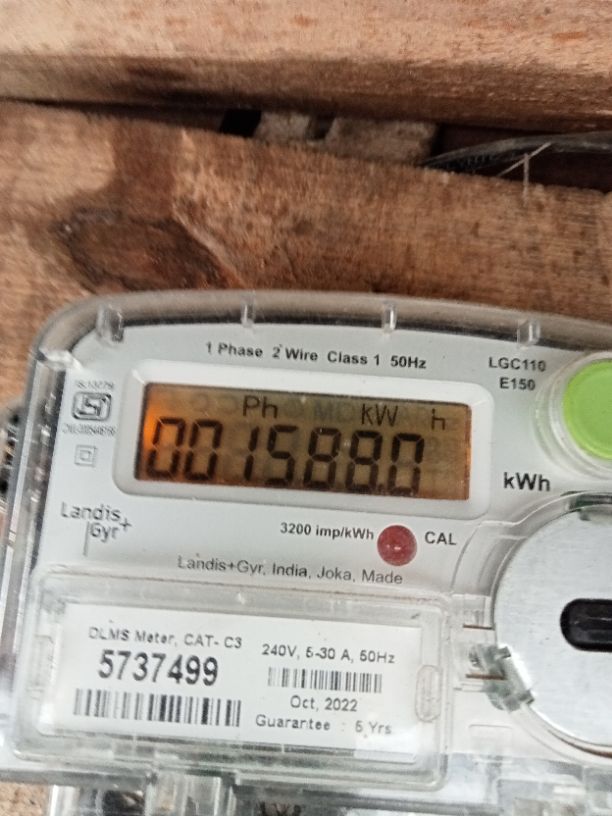 1 Phase 2 Wire Class 1 50Hz
LGC110
E150
IS 13779
Ph kW h
0015880
kWh
Landis
Gyr+
3200 imp/kWh CAL
Landis+Gyr, India, Joka, Made
DLMS Meter, CAT- C3
5737499
240V, 5-30 A, 50Hz
Oct, 2022
Guarantee : 5 Yrs